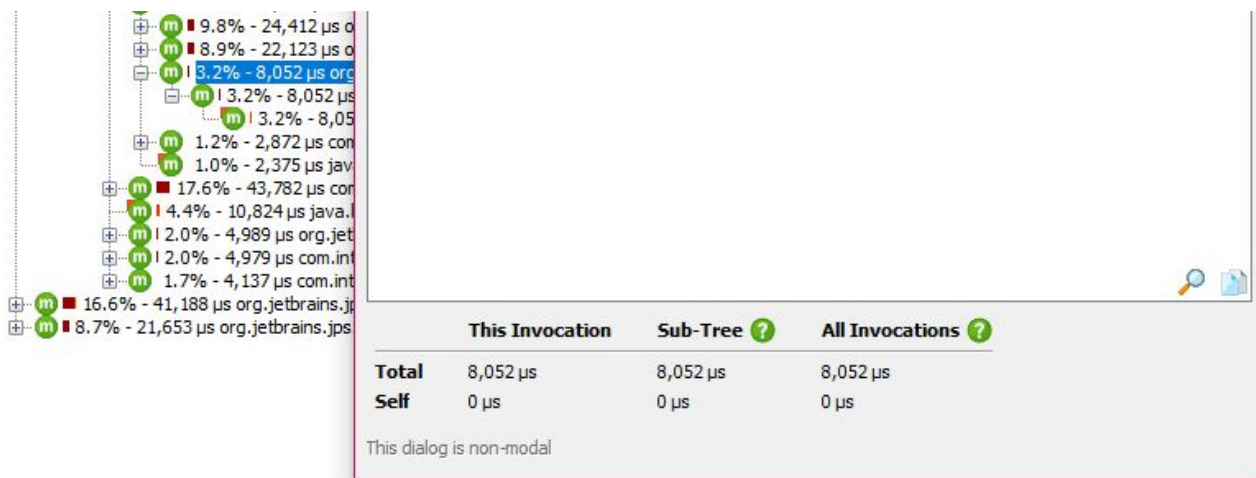 9.8% - 24,412 µs o
8.9% - 22,123 µs o
3.2% - 8,052 µs org
3.2% - 8,052 µs
3.2% - 8,05
1.2% - 2,872 µs com
1.0% - 2,375 µs jav
17.6% - 43,782 µs con
4.4% - 10,824 µs java.l
2.0% - 4,989 µs org.jet
2.0% - 4,979 µs com.int
1.7% - 4,137 µs com.int
16.6% - 41,188 µs org.jetbrains.jp
8.7% - 21,653 µs org.jetbrains.jps.
This Invocation Sub-Tree ? All Invocations ?
Total 8,052 µs 8,052 µs 8,052 µs
Self 0 µs 0 µs 0 µs
This dialog is non-modal